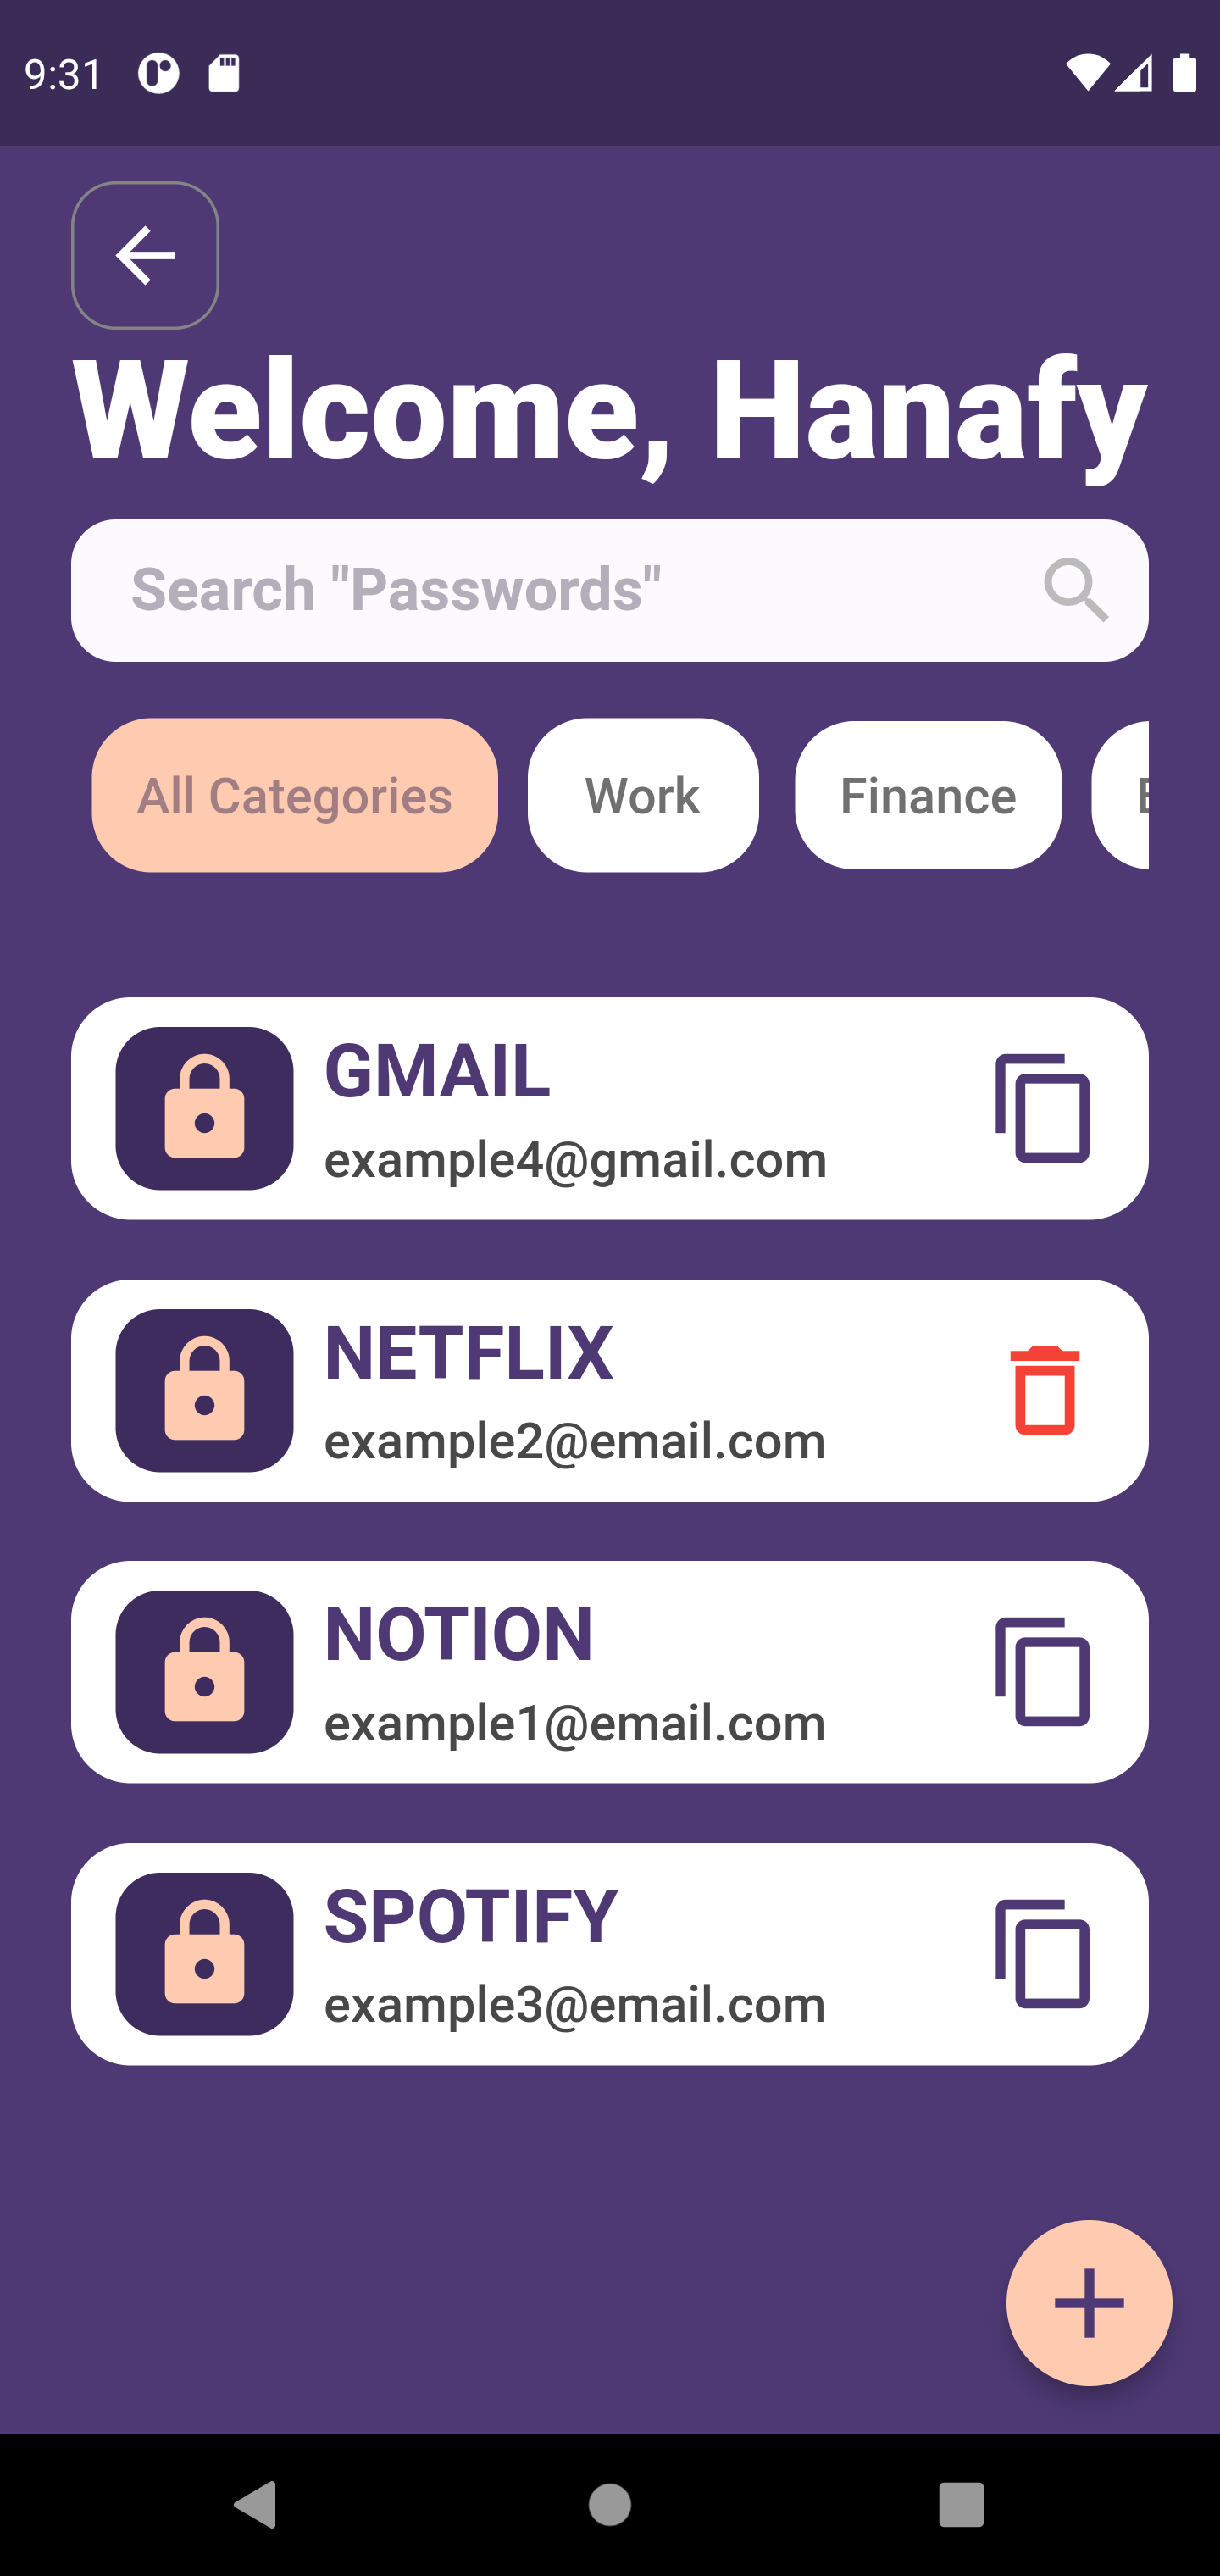 9:31
Welcome, Hanafy
Search "Passwords"
All Categories
Work
Finance
GMAIL
example4@gmail.com
NETFLIX
example2@email.com
NOTION
example1@email.com
SPOTIFY
example3@email.com